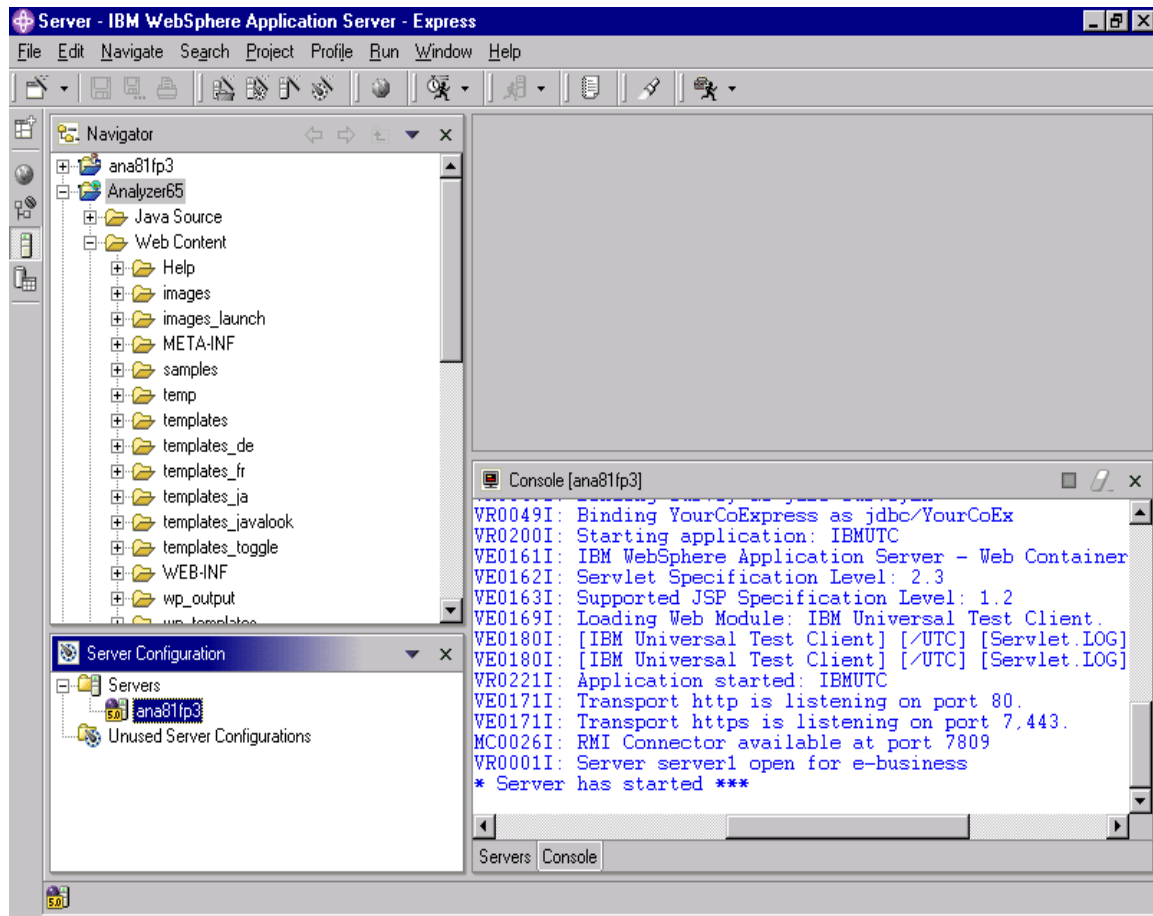 Server - IBM WebSphere Application Server - Express
File Edit Navigate Search Project Profile Run Window Help
Navigator
ana81fp3
Analyzer65
Java Source
Web Content
Help
images
images_launch
META-INF
samples
temp
templates
templates_de
templates_fr
templates_ja
templates_javalook
templates_toggle
WEB-INF
wp_output
Server Configuration
Servers
5.0 ana81fp3
Unused Server Configurations
Console [ana81fp3]
VR0049I: Binding YourCoExpress as jdbc/YourCoEx
VR0200I: Starting application: IBMUTC
VE0161I: IBM WebSphere Application Server - Web Container
VE0162I: Servlet Specification Level: 2.3
VE0163I: Supported JSP Specification Level: 1.2
VE0169I: Loading Web Module: IBM Universal Test Client.
VE0180I: [IBM Universal Test Client] [/UTC] [Servlet.LOG]
VE0180I: [IBM Universal Test Client] [/UTC] [Servlet.LOG]
VR0221I: Application started: IBMUTC
VE0171I: Transport http is listening on port 80.
VE0171I: Transport https is listening on port 7,443.
MC0026I: RMI Connector available at port 7809
VR0001I: Server server1 open for e-business
* Server has started ***
Servers Console
5.0